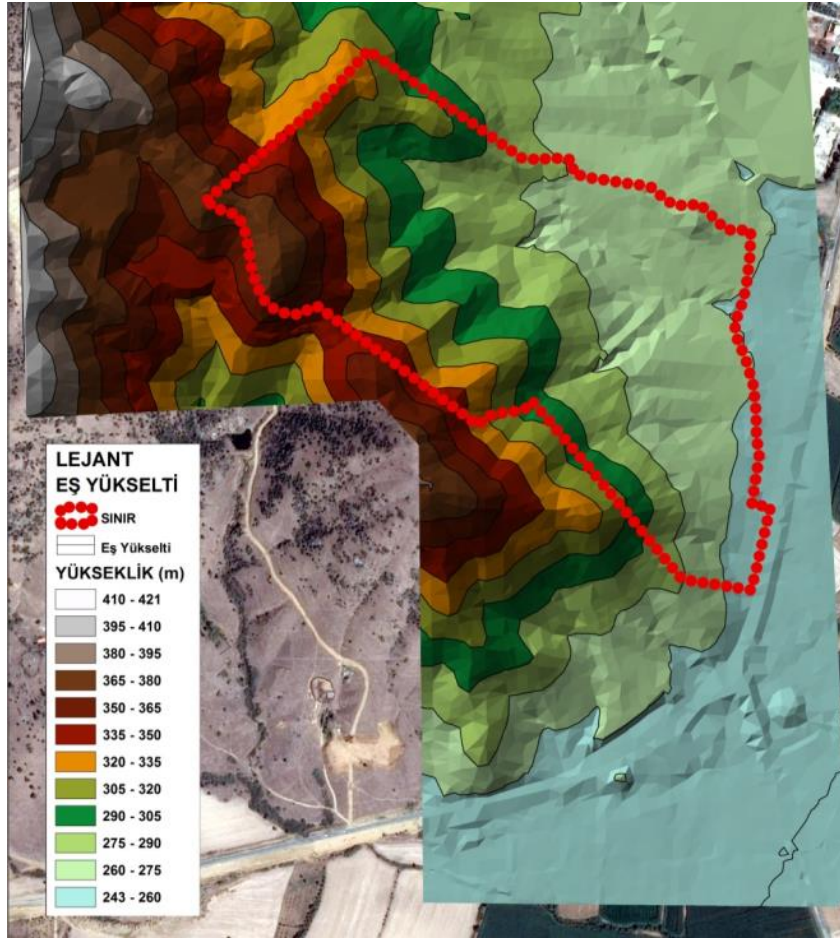 LEJANT
EŞ YÜKSELTİ
SINIR
Eş Yükselti
YÜKSEKLİK (m)
410 - 421
395 - 410
380 - 395
365 - 380
350 - 365
335 - 350
320 - 335
305 - 320
290 - 305
275 - 290
260 - 275
243 - 260